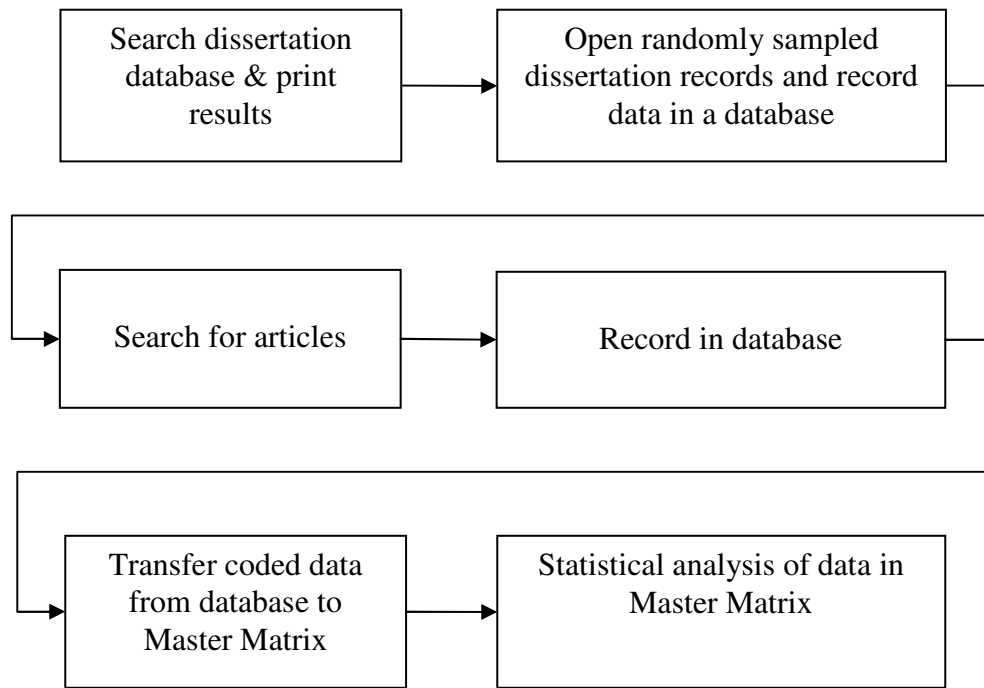 Search dissertation
database & print
results
Open randomly sampled
dissertation records and record
data in a database
Search for articles
Record in database
Transfer coded data
from database to
Master Matrix
Statistical analysis of data in
Master Matrix